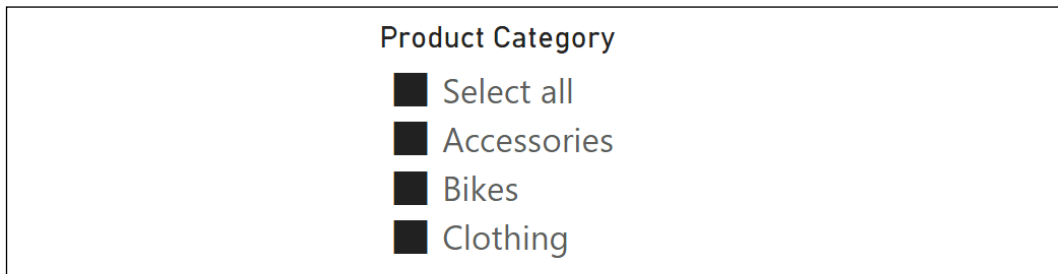 Product Category
Select all
Accessories
Bikes
Clothing